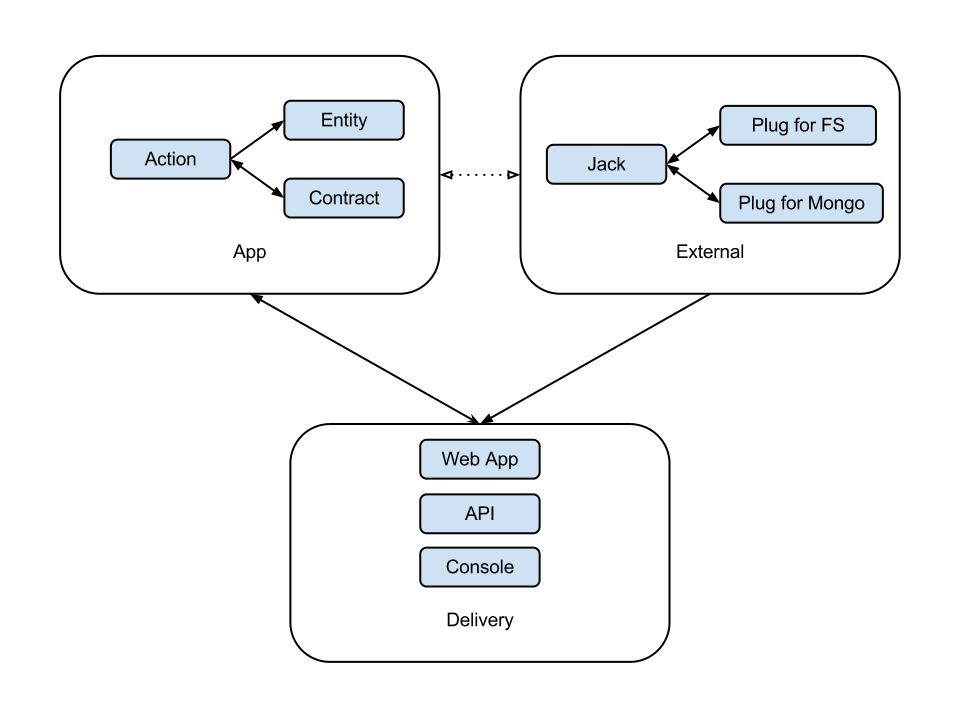 Entity
Action
Contract
App
Plug for FS
Jack
Plug for Mongo
External
Web App
API
Console
Delivery